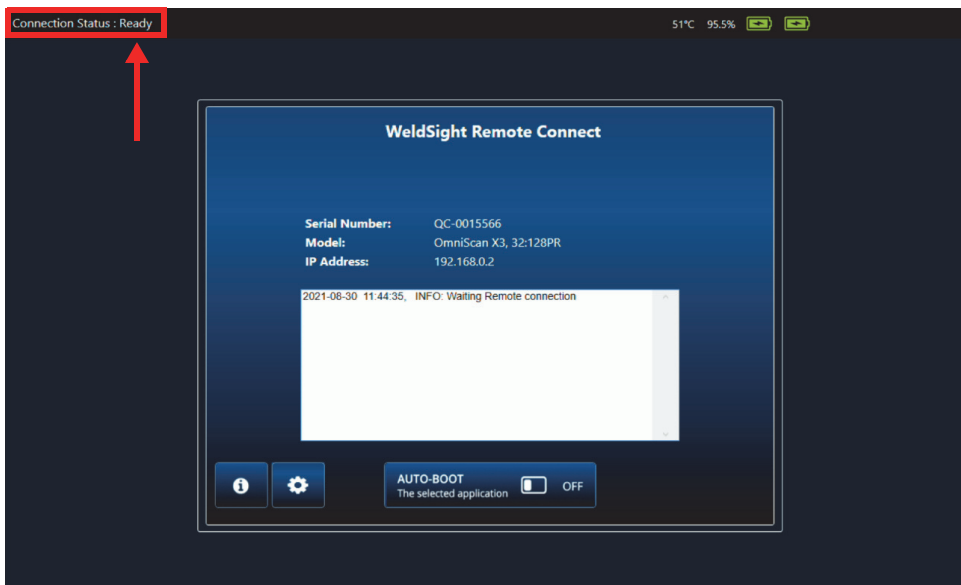 Connection Status : Ready
51°C 95.5%
WeldSight Remote Connect
Serial Number: QC-0015566
Model: OmniScan X3, 32:128PR
IP Address: 192.168.0.2
2021-08-30 11:44:35, INFO: Waiting Remote connection
AUTO-BOOT
The selected application OFF